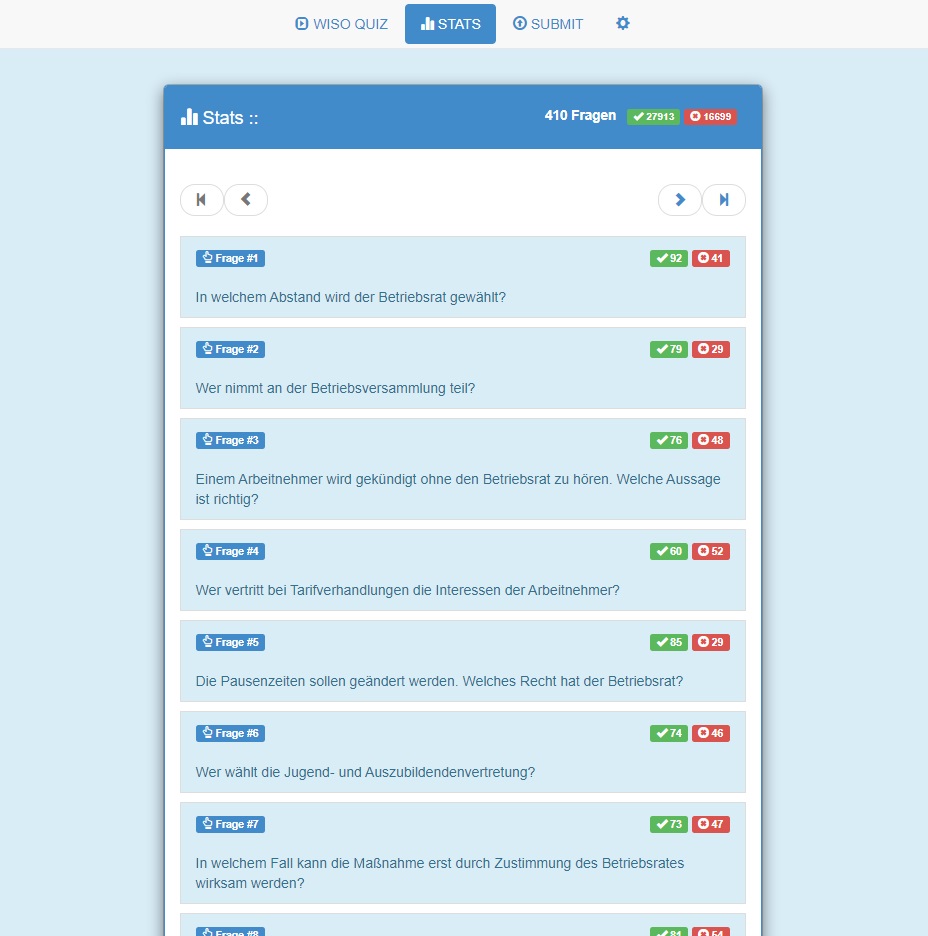 WISO QUIZ STATS SUBMIT
Stats :: 410 Fragen 27913 16699
Frage #1 92 41
In welchem Abstand wird der Betriebsrat gewählt?
Frage #2 79 29
Wer nimmt an der Betriebsversammlung teil?
Frage #3 76 48
Einem Arbeitnehmer wird gekündigt ohne den Betriebsrat zu hören. Welche Aussage
ist richtig?
Frage #4 60 52
Wer vertritt bei Tarifverhandlungen die Interessen der Arbeitnehmer?
Frage #5 85 29
Die Pausenzeiten sollen geändert werden. Welches Recht hat der Betriebsrat?
Frage #6 74 46
Wer wählt die Jugend- und Auszubildendenvertretung?
Frage #7 73 47
In welchem Fall kann die Maßnahme erst durch Zustimmung des Betriebsrates
wirksam werden?
Frage #8 81 54